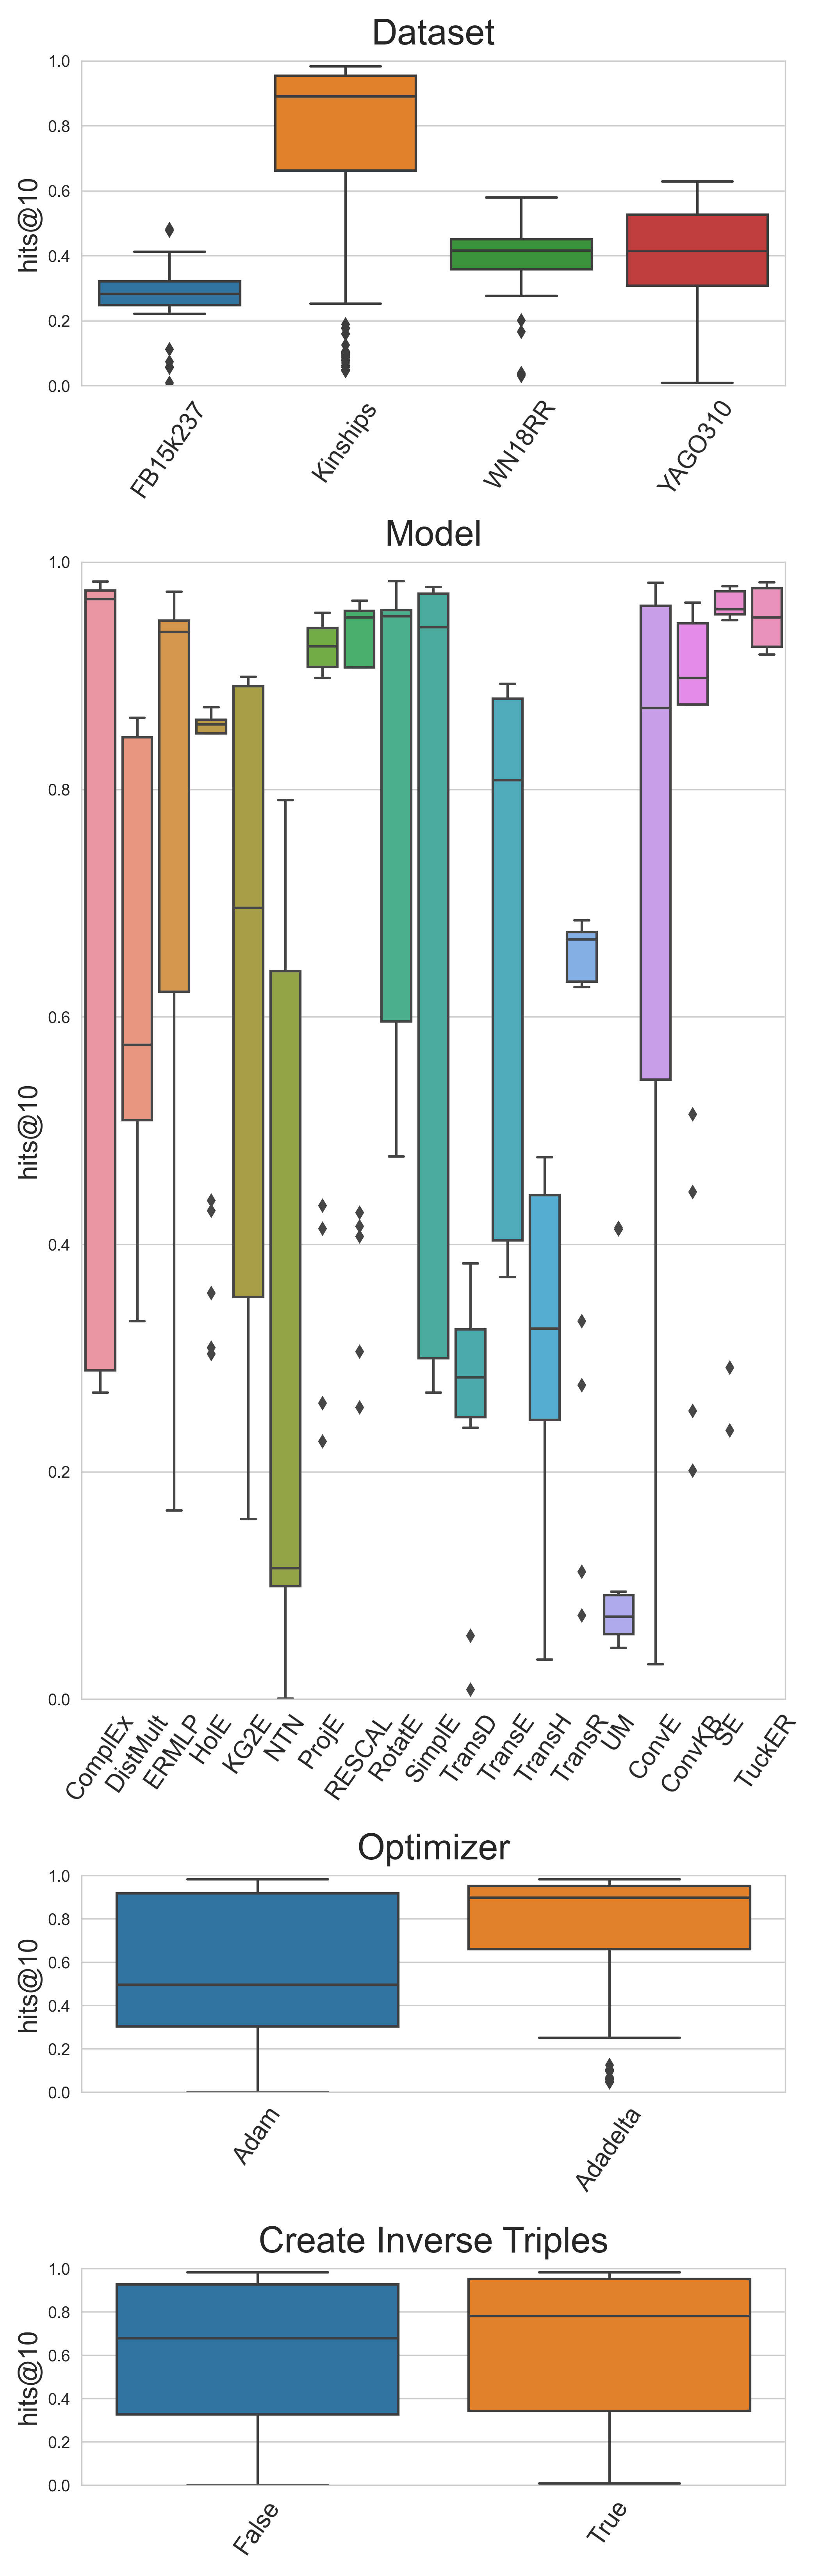 Dataset
1.0
0.8
0.6
0.4
0.2
0.0
hits@10
FB15k237
Kinships
WN18RR
YAGO310
Model
1.0
0.8
0.6
0.4
0.2
0.0
hits@10
ComplEx
DistMult
ERMLP
HolE
KG2E
NTN
ProjE
RESCAL
RotatE
SimplE
TransD
TransE
TransH
TransR
UM
ConvE
ConvKB
SE
TuckER
Optimizer
1.0
0.8
0.6
0.4
0.2
0.0
hits@10
Adam
Adadelta
Create Inverse Triples
1.0
0.8
0.6
0.4
0.2
0.0
hits@10
False
True